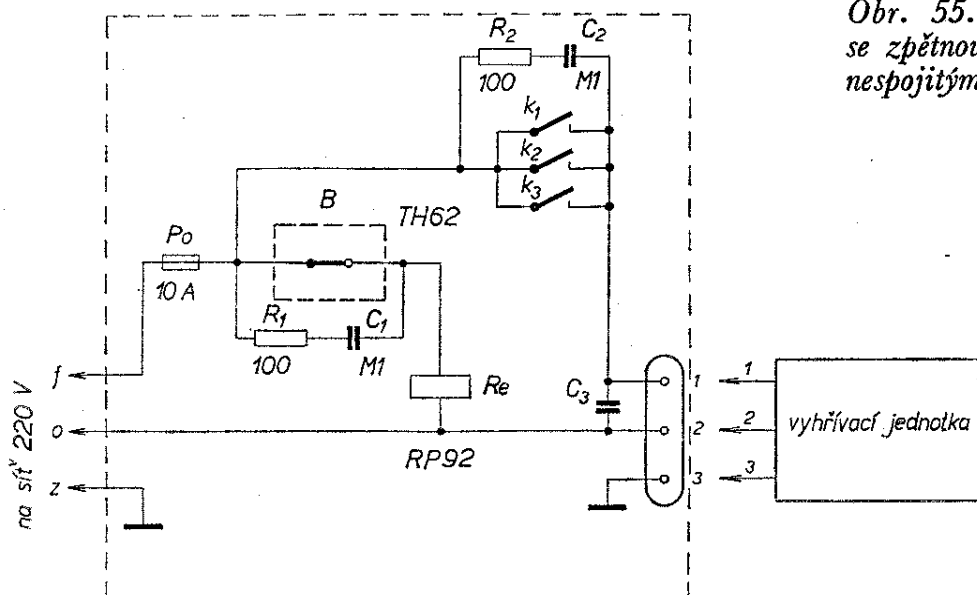 Obr. 55.
se zpětnou
nespojitým
R2
C2
100
M1
k1
k2
k3
B
TH62
Po
10 A
R1
C1
100
M1
Re
C3
RP92
na síť 220 V
f
o
z
1
2
3
1
2
3
vyhřívací jednotka